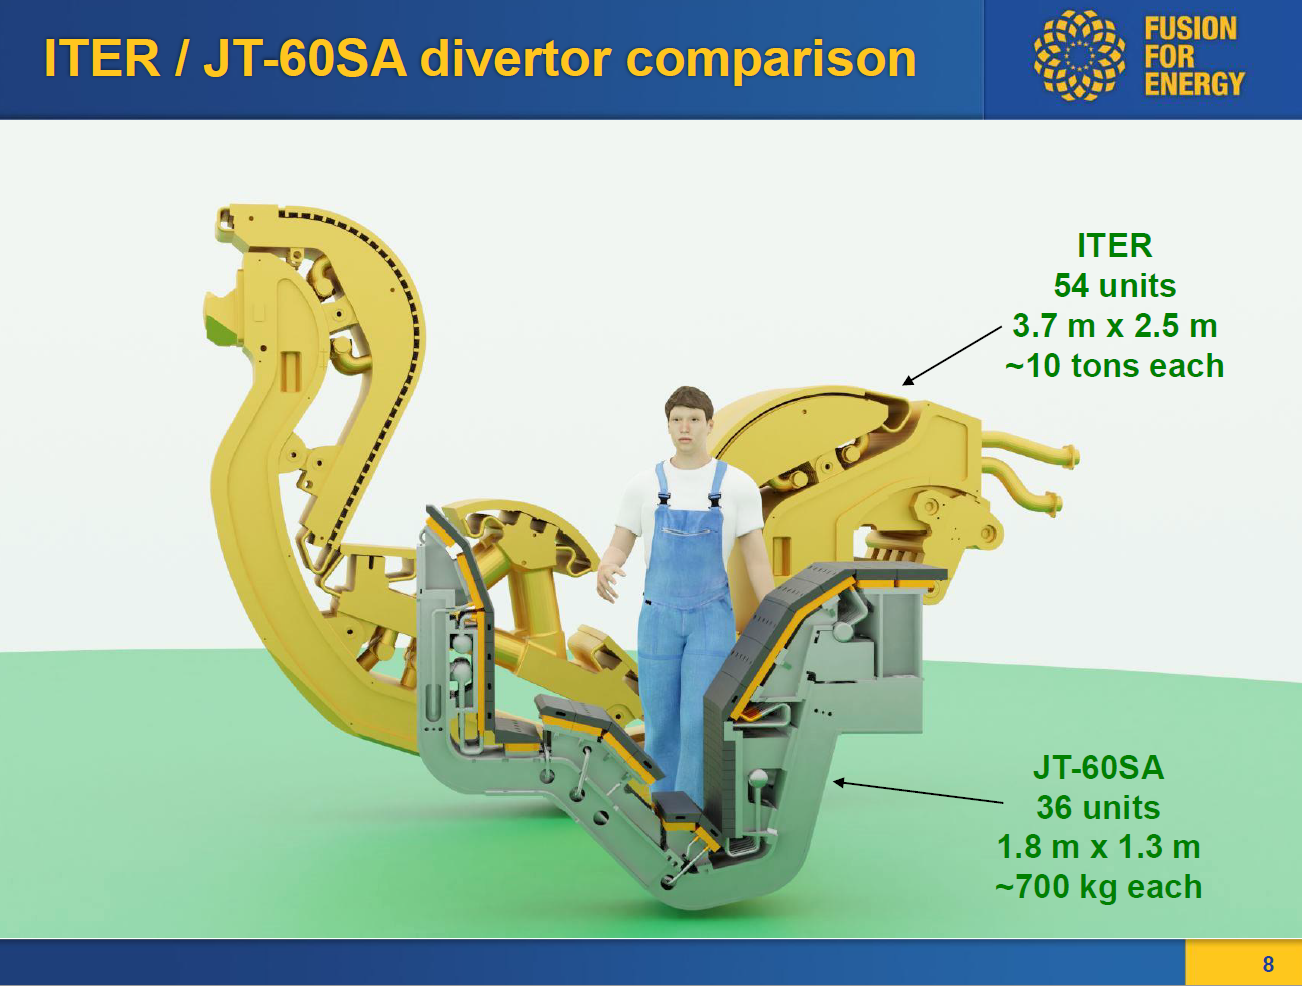 ITER / JT-60SA divertor comparison
FUSION
FOR
ENERGY
ITER
54 units
3.7 m x 2.5 m
~10 tons each
JT-60SA
36 units
1.8 m x 1.3 m
~700 kg each
8